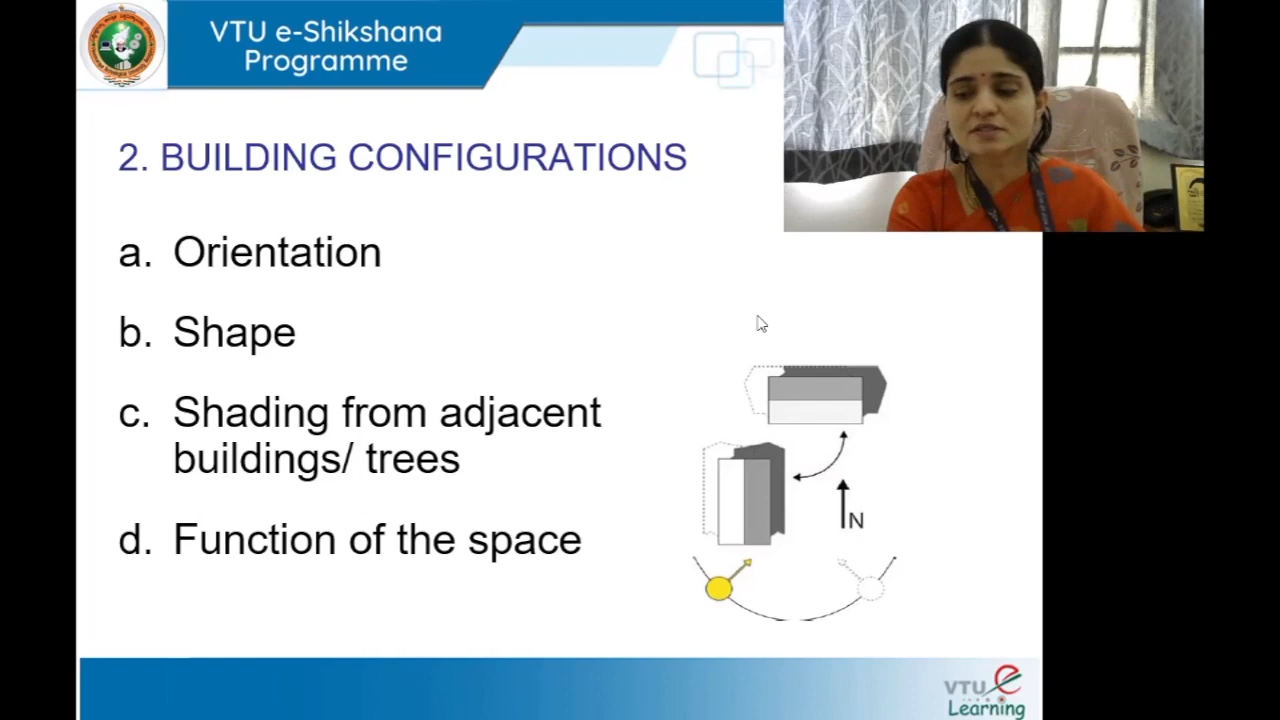 VTU e-Shikshana
Programme
2. BUILDING CONFIGURATIONS
a. Orientation
b. Shape
c. Shading from adjacent
buildings/ trees
d. Function of the space
N
VTU
Learning